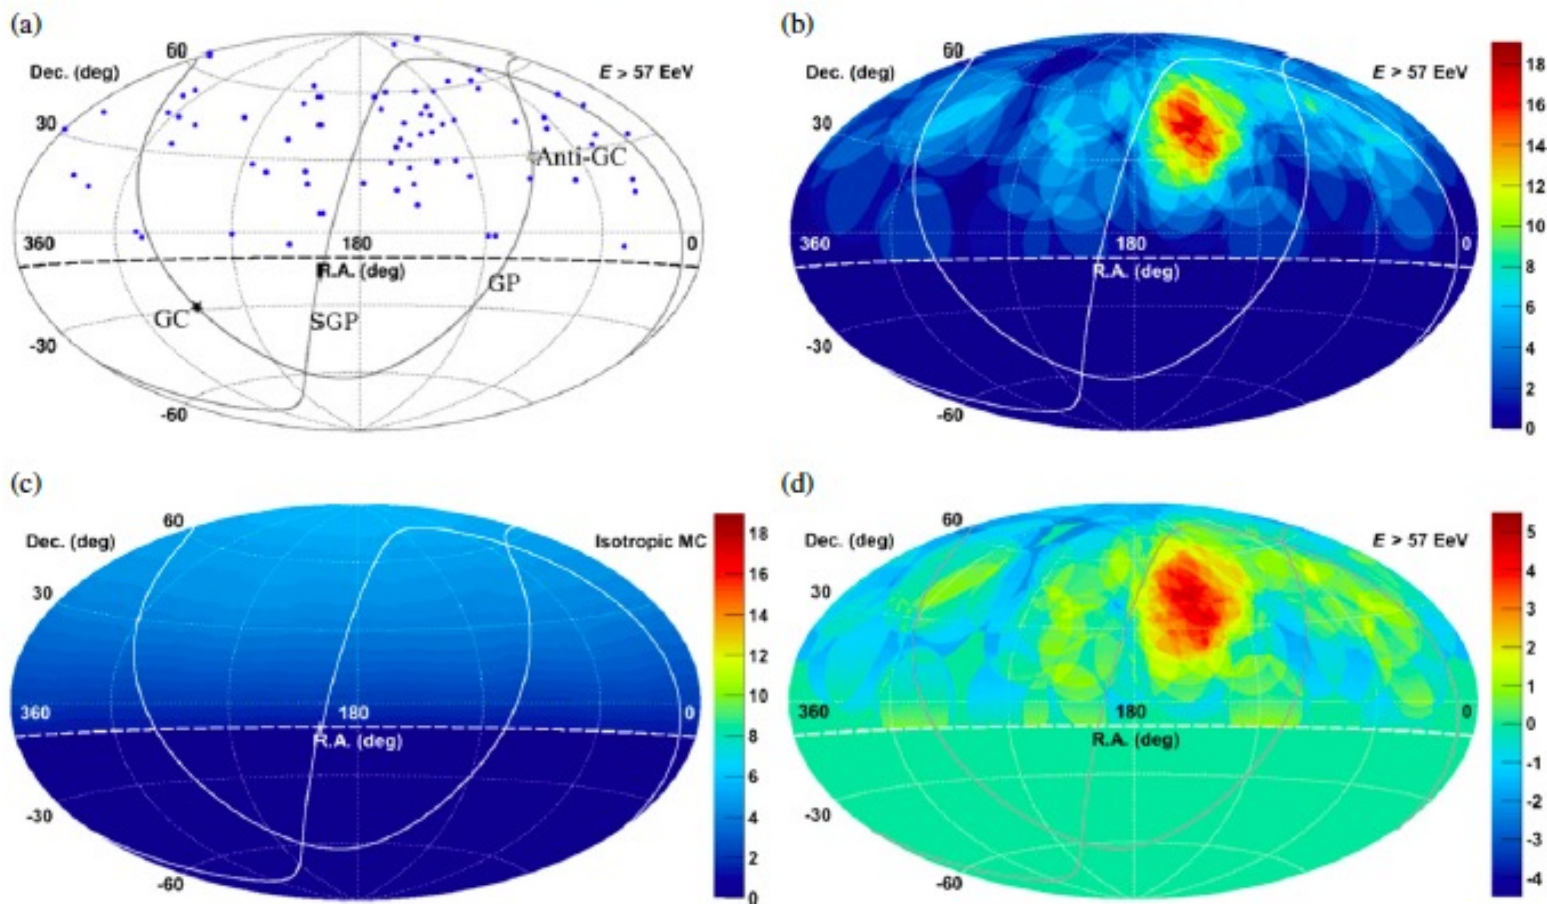 (a)
60
Dec. (deg)
E > 57 EeV
30
Anti-GC
360
180
0
R.A. (deg)
GP
GC
SGP
-30
-60
(b)
60
Dec. (deg)
E > 57 EeV
30
360
180
0
R.A. (deg)
-30
-60
18
16
14
12
10
8
6
4
2
0
(c)
60
Dec. (deg)
Isotropic MC
30
360
180
0
R.A. (deg)
-30
-60
18
16
14
12
10
8
6
4
2
0
(d)
60
Dec. (deg)
E > 57 EeV
30
360
180
0
R.A. (deg)
-30
-60
5
4
3
2
1
0
-1
-2
-3
-4